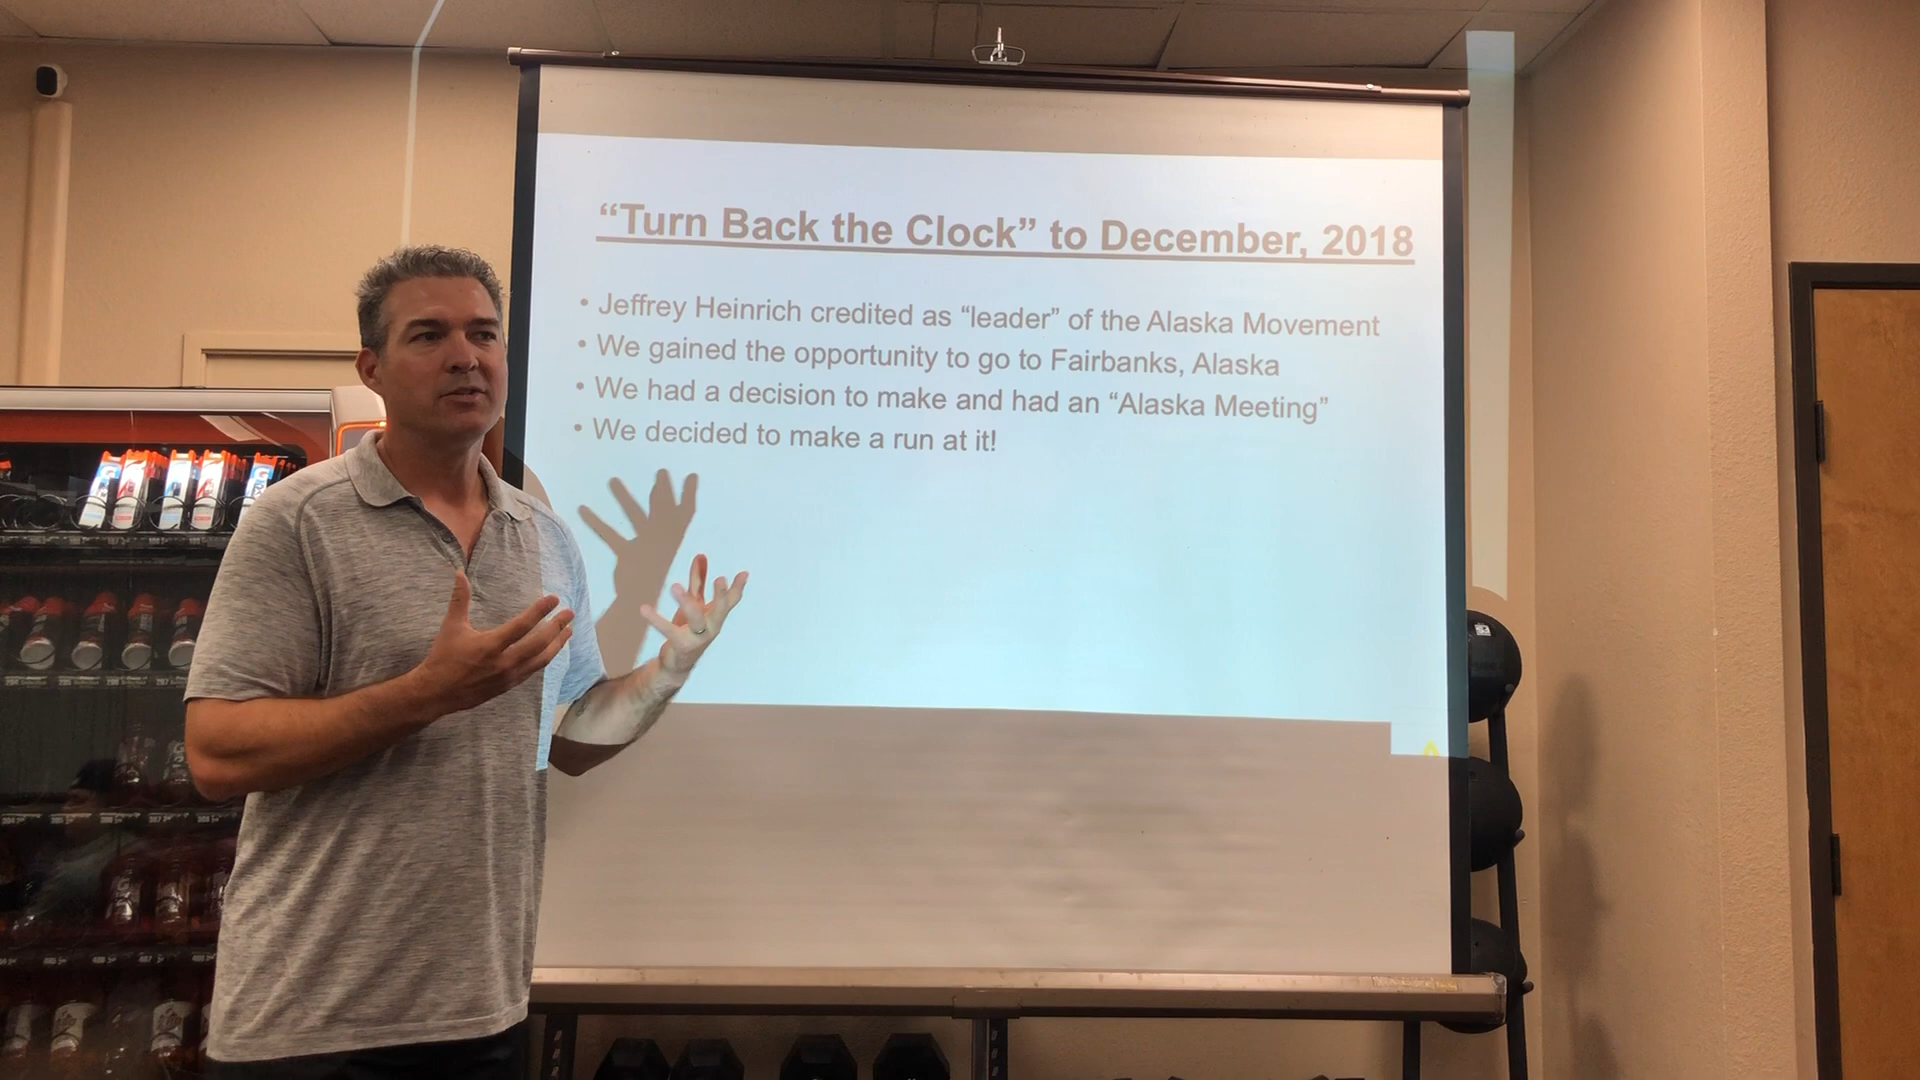 “Turn Back the Clock” to December, 2018
• Jeffrey Heinrich credited as “leader” of the Alaska Movement
• We gained the opportunity to go to Fairbanks, Alaska
• We had a decision to make and had an “Alaska Meeting”
• We decided to make a run at it!